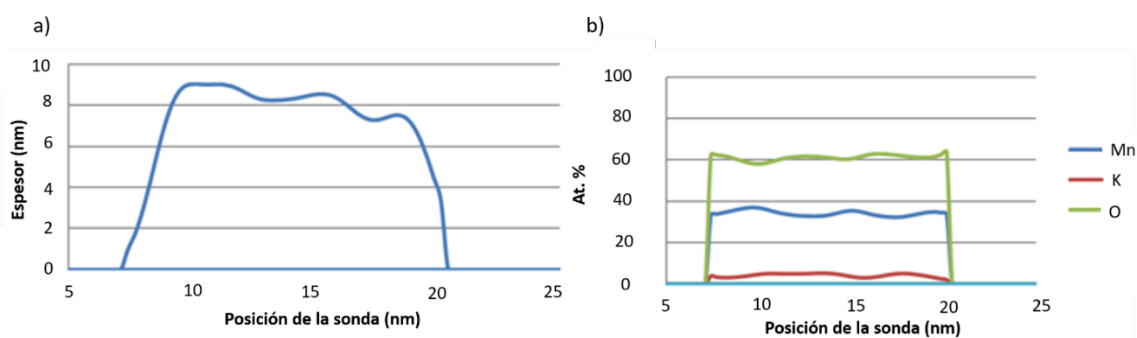 a)
Espesor (nm)
10
8
6
4
2
0
5 10 15 20 25
Posición de la sonda (nm)
b)
At. %
100
80
60
40
20
0
5 10 15 20 25
Posición de la sonda (nm)
Mn
K
O